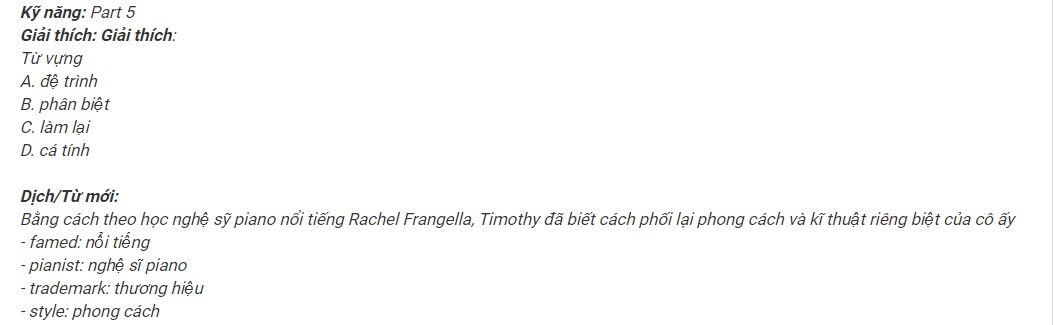 Kỹ năng: Part 5
Giải thích: Giải thích:
Từ vựng
A. đệ trình
B. phân biệt
C. làm lại
D. cá tính
Dịch/Từ mới:
Bằng cách theo học nghệ sỹ piano nổi tiếng Rachel Frangella, Timothy đã biết cách phối lại phong cách và kĩ thuật riêng biệt của cô ấy
- famed: nổi tiếng
- pianist: nghệ sĩ piano
- trademark: thương hiệu
- style: phong cách